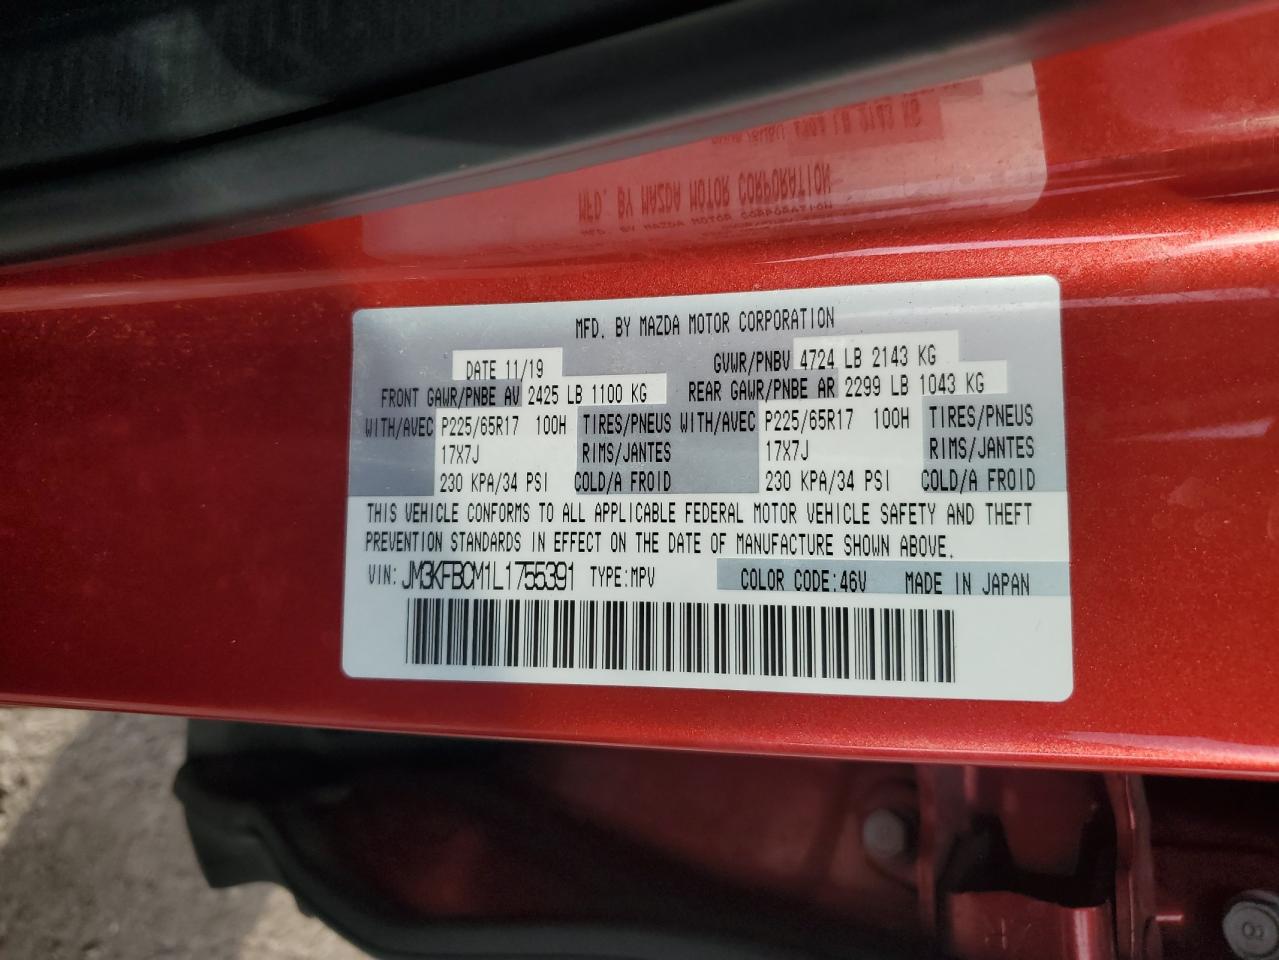 MFD. BY MAZDA MOTOR CORPORATION
DATE 11/19 GVWR/PNBV 4724 LB 2143 KG
FRONT GAWR/PNBE AV 2425 LB 1100 KG REAR GAWR/PNBE AR 2299 LB 1043 KG
WITH/AVEC P225/65R17 100H TIRES/PNEUS WITH/AVEC P225/65R17 100H TIRES/PNEUS
17X7J RIMS/JANTES 17X7J RIMS/JANTES
230 KPA/34 PSI COLD/A FROID 230 KPA/34 PSI COLD/A FROID
THIS VEHICLE CONFORMS TO ALL APPLICABLE FEDERAL MOTOR VEHICLE SAFETY AND THEFT
PREVENTION STANDARDS IN EFFECT ON THE DATE OF MANUFACTURE SHOWN ABOVE.
VIN: JM3KFBCM1L1755391 TYPE:MPV COLOR CODE:46V MADE IN JAPAN